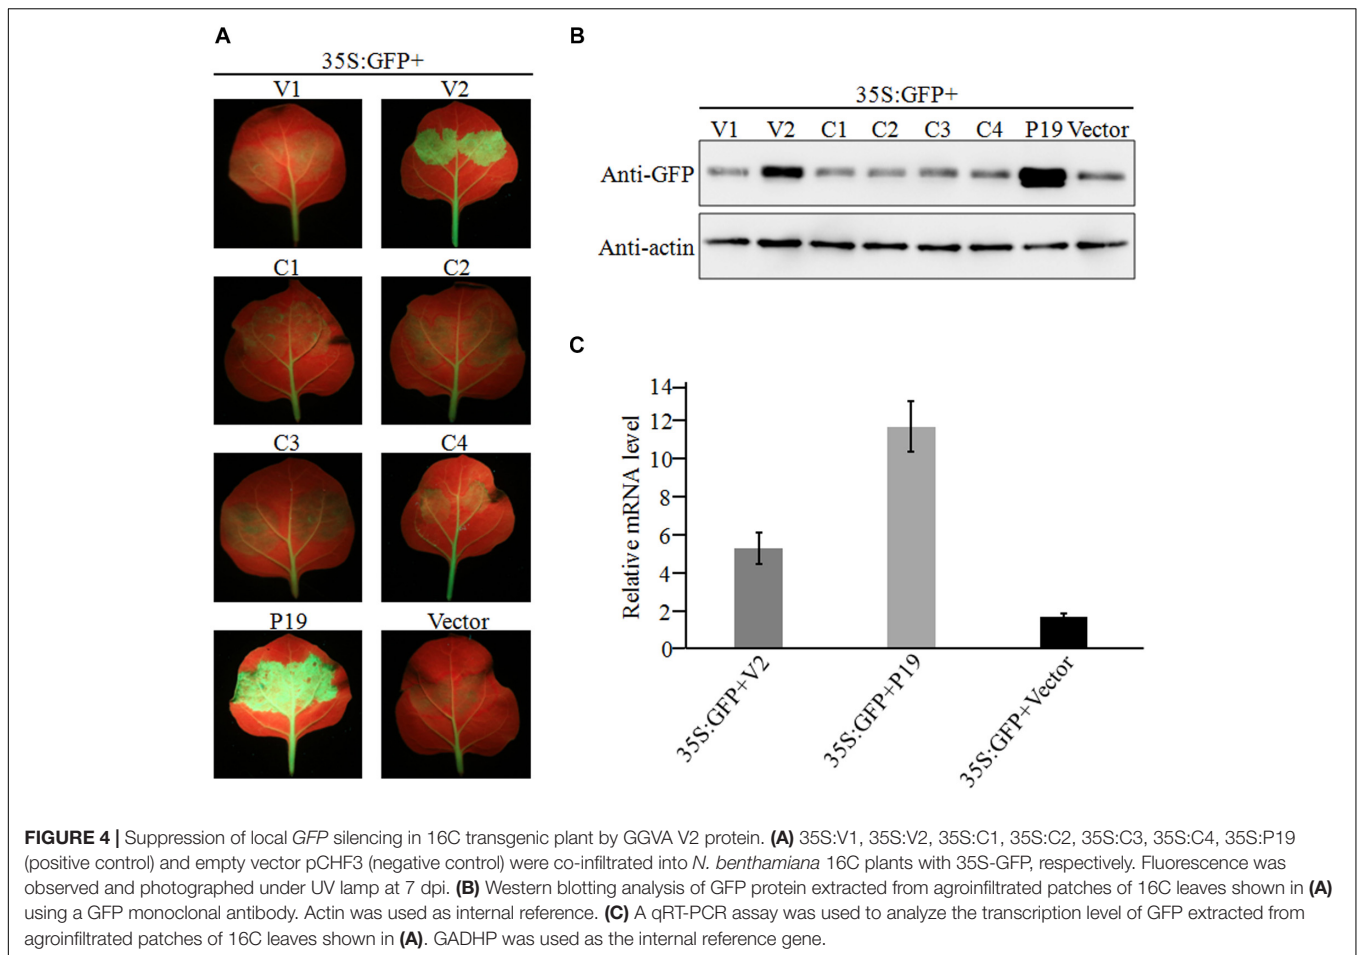 A
35S:GFP+
V1 V2
C1 C2
C3 C4
P19 Vector
B
35S:GFP+
V1 V2 C1 C2 C3 C4 P19 Vector
Anti-GFP
Anti-actin
C
Relative mRNA level
14
12
10
8
6
4
2
0
35S:GFP+V2
35S:GFP+P19
35S:GFP+Vector
FIGURE 4 | Suppression of local GFP silencing in 16C transgenic plant by GGVA V2 protein. (A) 35S:V1, 35S:V2, 35S:C1, 35S:C2, 35S:C3, 35S:C4, 35S:P19
(positive control) and empty vector pCHF3 (negative control) were co-infiltrated into N. benthamiana 16C plants with 35S-GFP, respectively. Fluorescence was
observed and photographed under UV lamp at 7 dpi. (B) Western blotting analysis of GFP protein extracted from agroinfiltrated patches of 16C leaves shown in (A)
using a GFP monoclonal antibody. Actin was used as internal reference. (C) A qRT-PCR assay was used to analyze the transcription level of GFP extracted from
agroinfiltrated patches of 16C leaves shown in (A). GADHP was used as the internal reference gene.